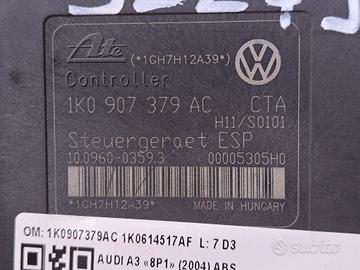 Ate
(*1GH7H12A39*)
Controller
1K0 907 379 AC CTA
H11/S0101
Steuergeraet ESP
10.0960-0359.3 00005305H0
*1GH7H12A39* MADE IN HUNGARY
OM: 1K0907379AC 1K0614517AF L: 7 D3
AUDI A3 «8P1» (2004) ABS
subito